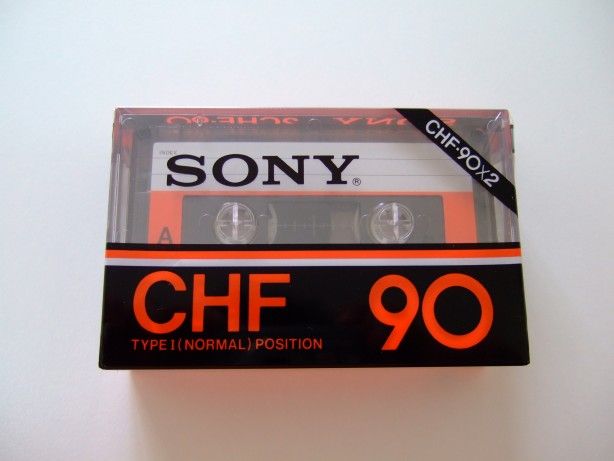 INDEX
SONY®
CHF-90X2
A
CHF 90
TYPE I (NORMAL) POSITION